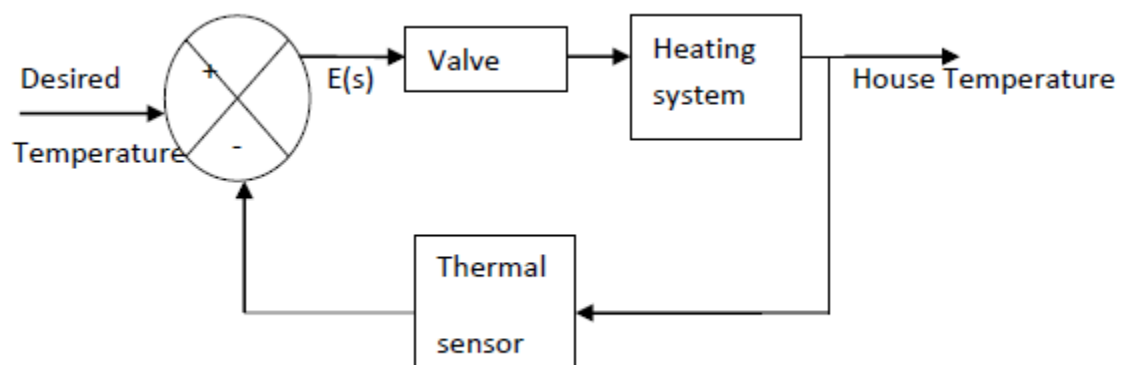 Desired
Temperature
+
-
E(s)
Valve
Heating
system
House Temperature
Thermal
sensor